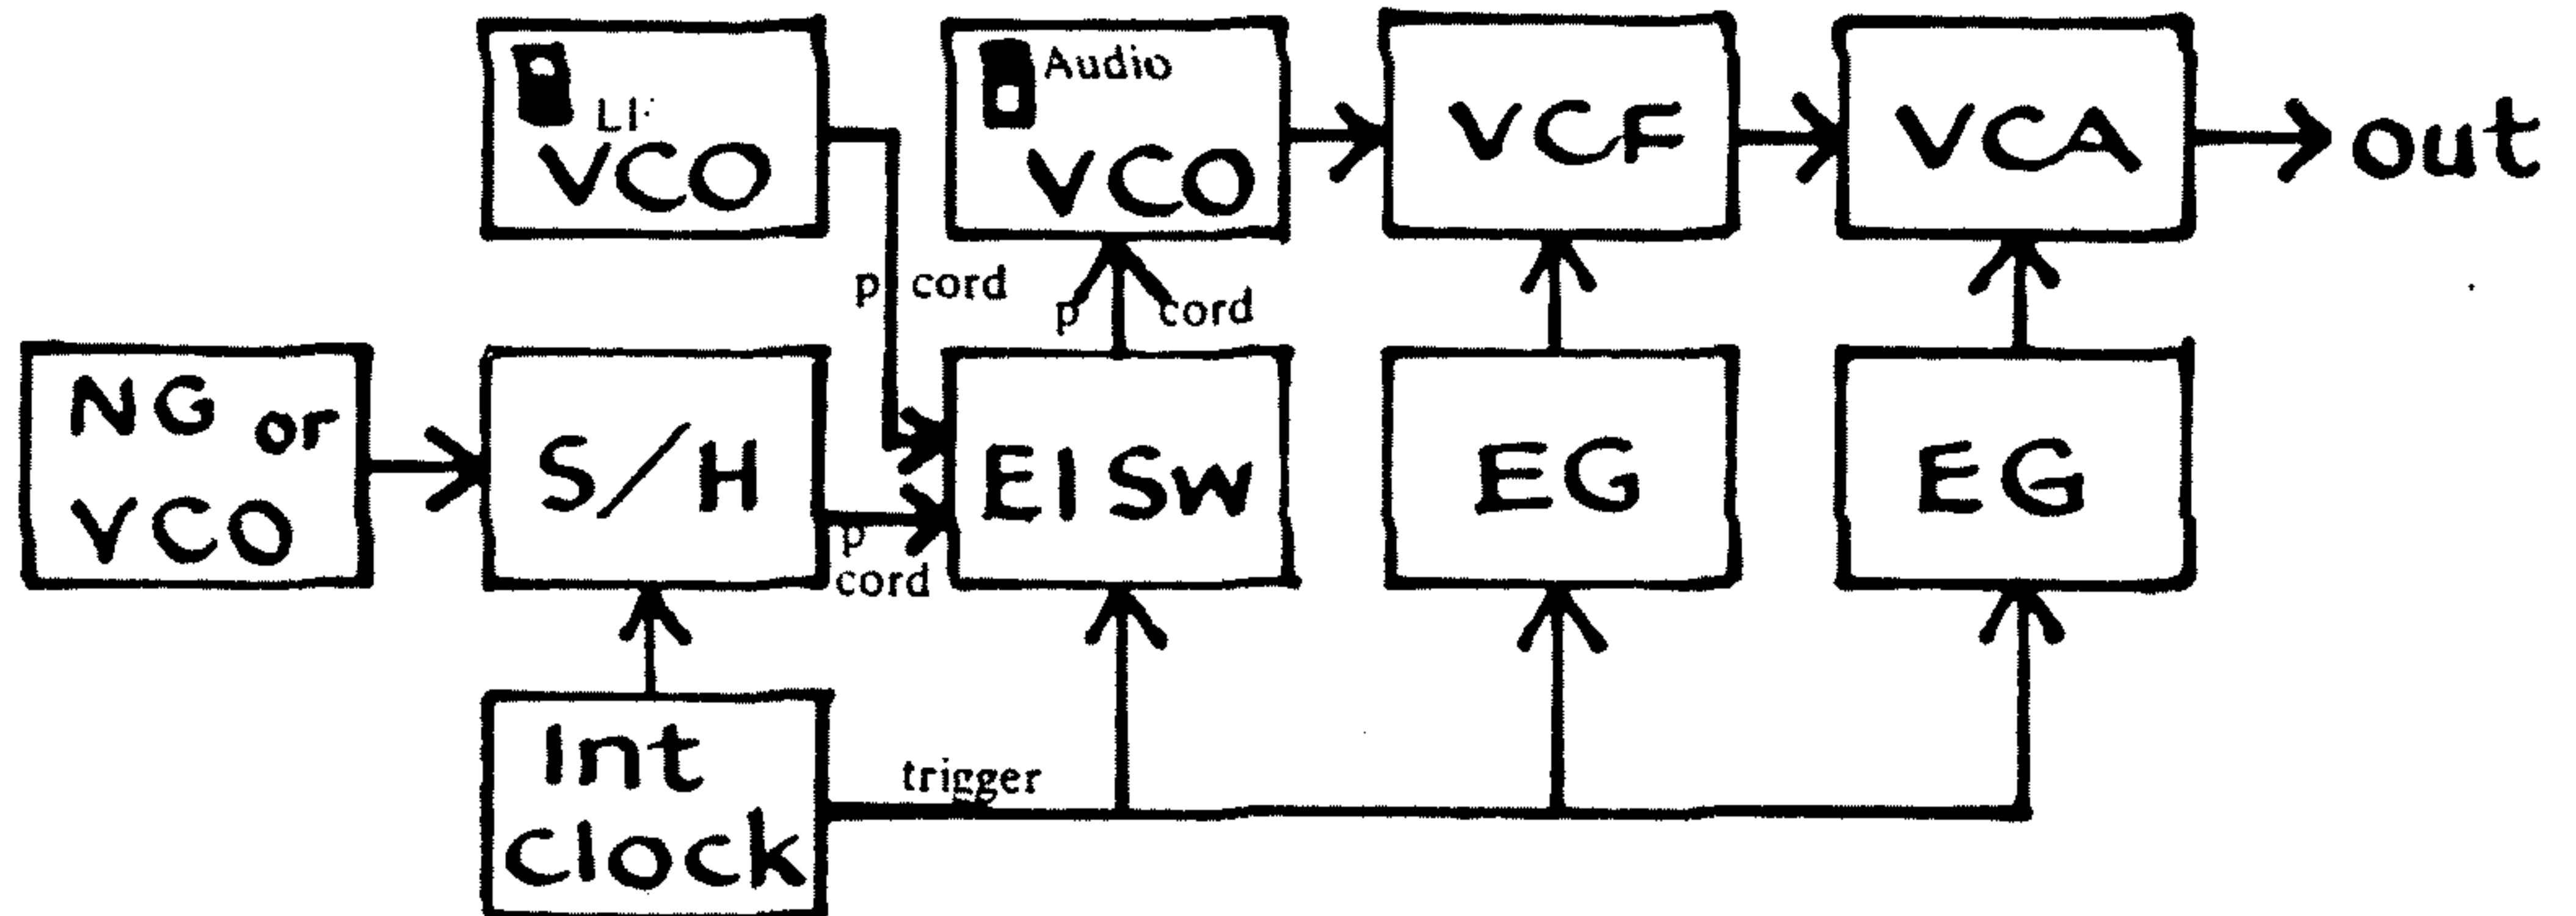 LF
VCO
Audio
VCO
VCF
VCA
out
p cord
p cord
NG or
VCO
S/H
p
cord
EI SW
EG
EG
Int
Clock
trigger